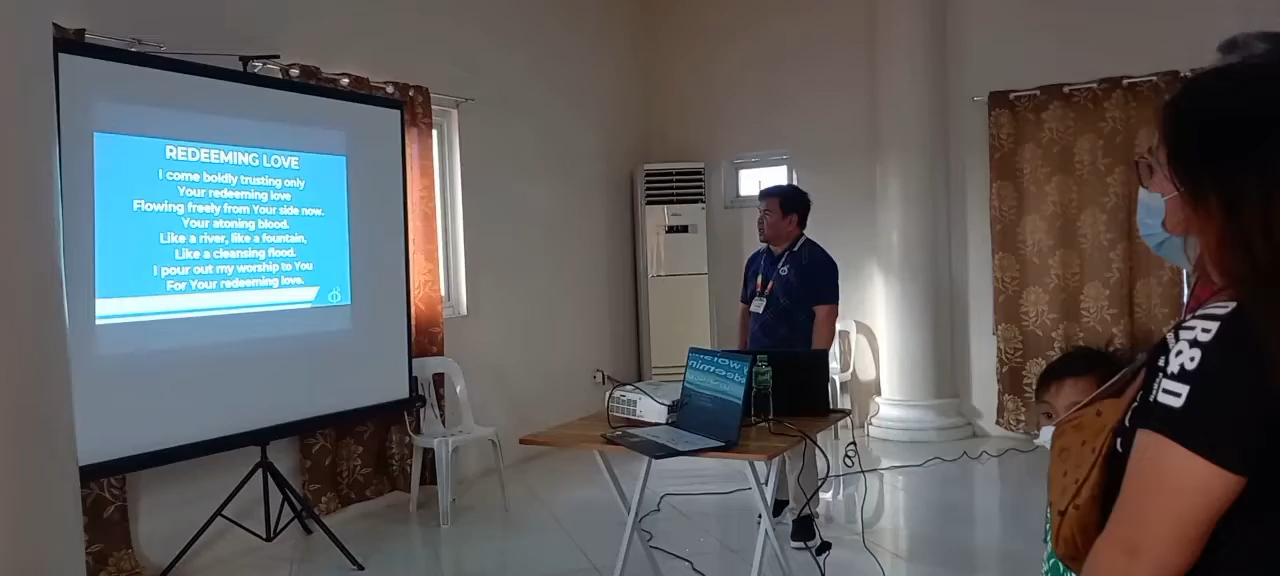 REDEEMING LOVE
I come boldly trusting only
Your redeeming love
Flowing freely from Your side now.
Your atoning blood.
Like a river, like a fountain,
Like a cleansing flood.
I pour out my worship to You
For Your redeeming love.
OR&D